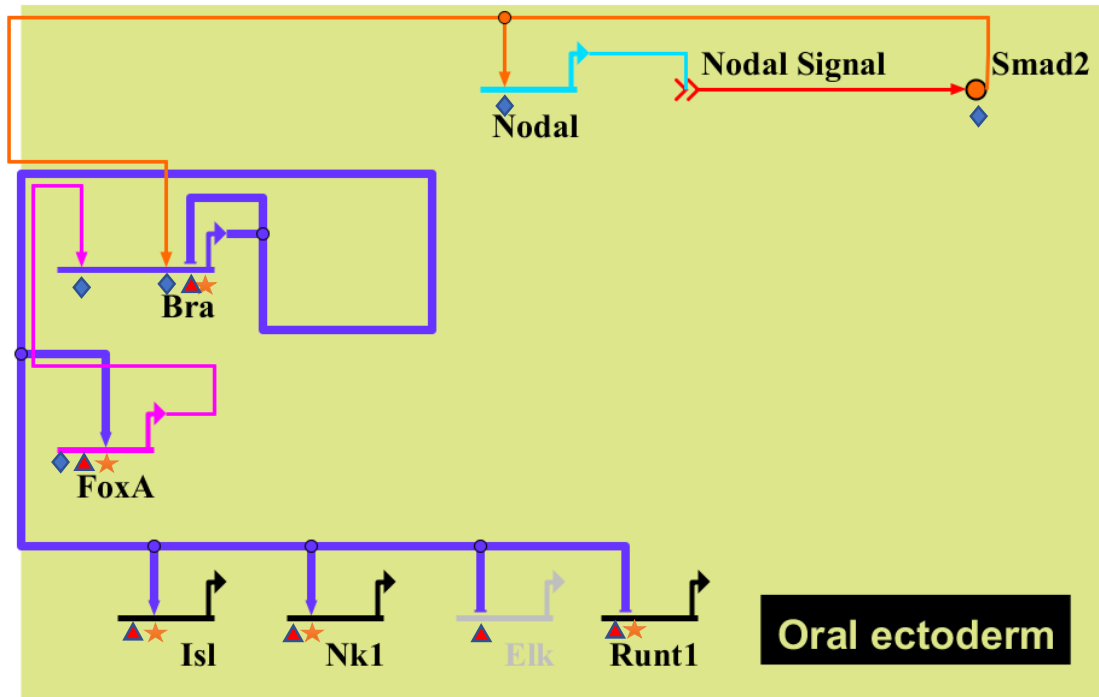 Nodal Signal
Smad2
Nodal
Bra
FoxA
Isl
Nk1
Elk
Runt1
Oral ectoderm